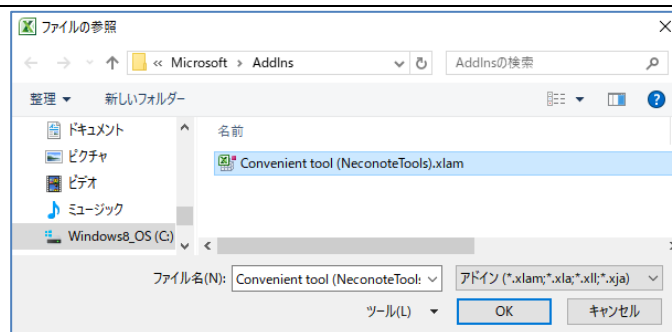 ファイルの参照
« Microsoft > AddIns
AddInsの検索
整理 新しいフォルダー
ドキュメント
ピクチャ
ビデオ
ミュージック
Windows8_OS (C:)
名前
Convenient tool (NeconoteTools).xlam
ファイル名(N): Convenient tool (NeconoteTool:
アドイン (*.xlam;*.xla;*.xll;*.xja)
ツール(L) OK キャンセル